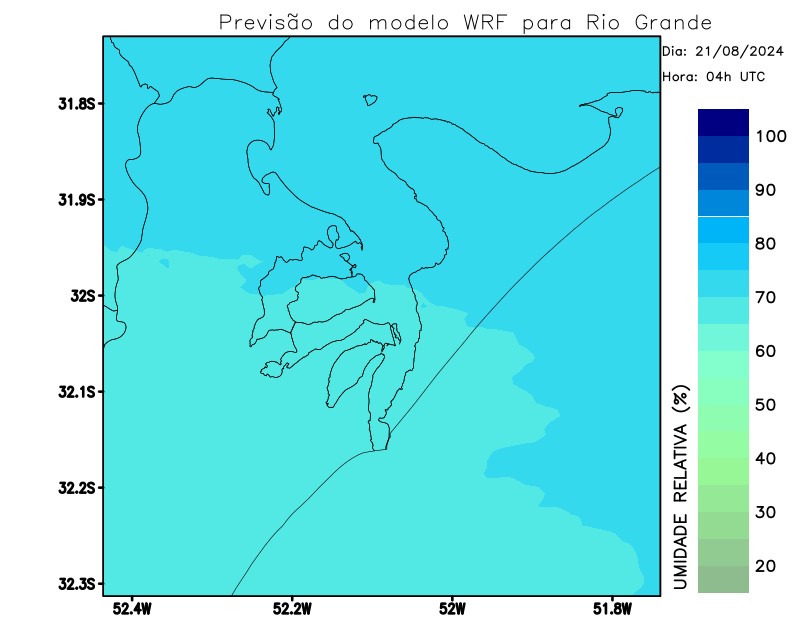 Previsão do modelo WRF para Rio Grande
Dia: 21/08/2024
Hora: 04h UTC
31.8S
31.9S
32S
32.1S
32.2S
32.3S
52.4W
52.2W
52W
51.8W
100
90
80
70
60
50
40
30
20
UMIDADE RELATIVA (%)